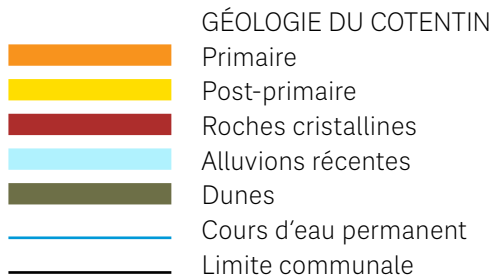 GÉOLOGIE DU COTENTIN
Primaire
Post-primaire
Roches cristallines
Alluvions récentes
Dunes
Cours d’eau permanent
Limite communale